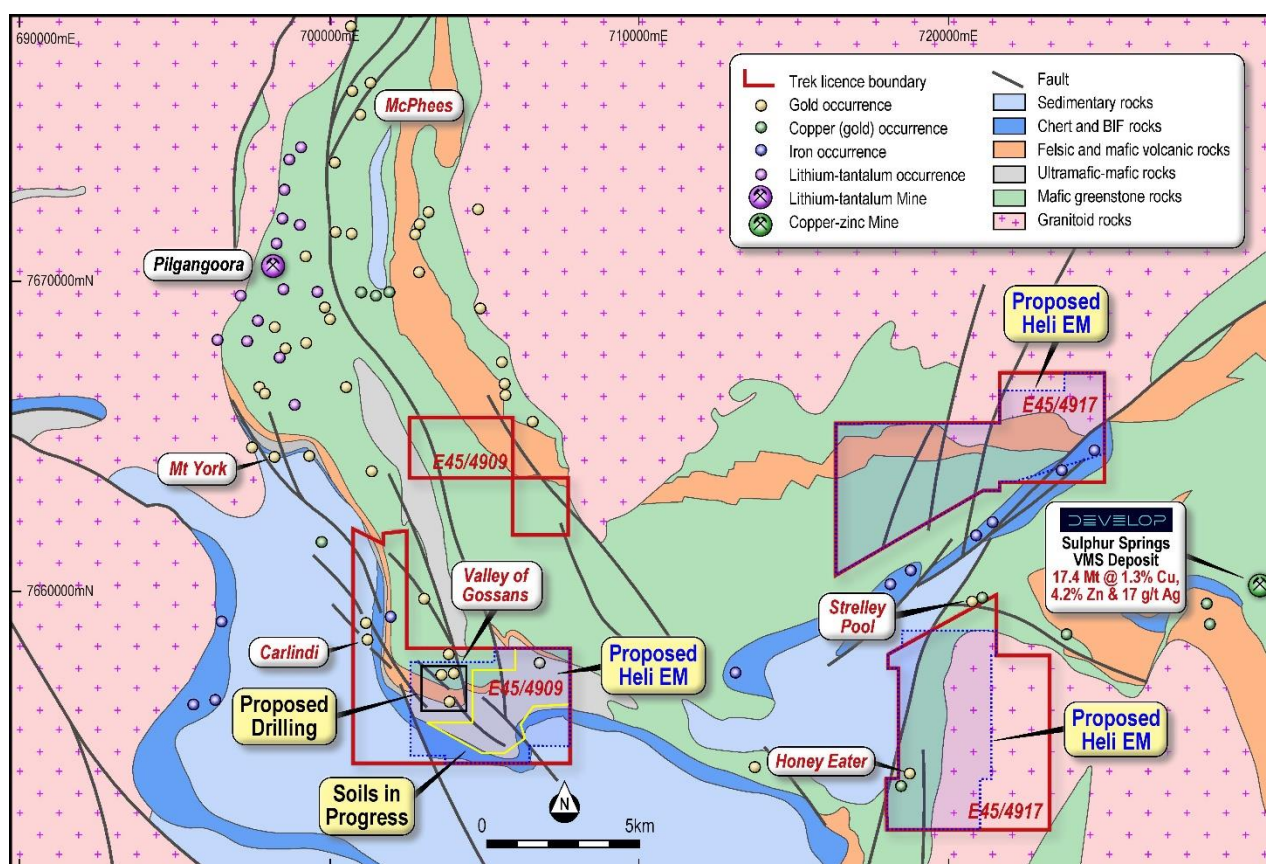 690000mE
700000mE
710000mE
720000mE
7670000mN
7660000mN
Trek licence boundary
Gold occurrence
Copper (gold) occurrence
Iron occurrence
Lithium-tantalum occurrence
Lithium-tantalum Mine
Copper-zinc Mine
Fault
Sedimentary rocks
Chert and BIF rocks
Felsic and mafic volcanic rocks
Ultramafic-mafic rocks
Mafic greenstone rocks
Granitoid rocks
McPhees
Pilgangoora
Proposed
Heli EM
E45/4917
Mt York
E45/4909
DEVELOP
Sulphur Springs
VMS Deposit
17.4 Mt @ 1.3% Cu,
4.2% Zn & 17 g/t Ag
Valley of
Gossans
Strelley
Pool
Carlindi
Proposed
Heli EM
E45/4909
Proposed
Drilling
Proposed
Heli EM
Honey Eater
Soils in
Progress
E45/4917
N
0
5km